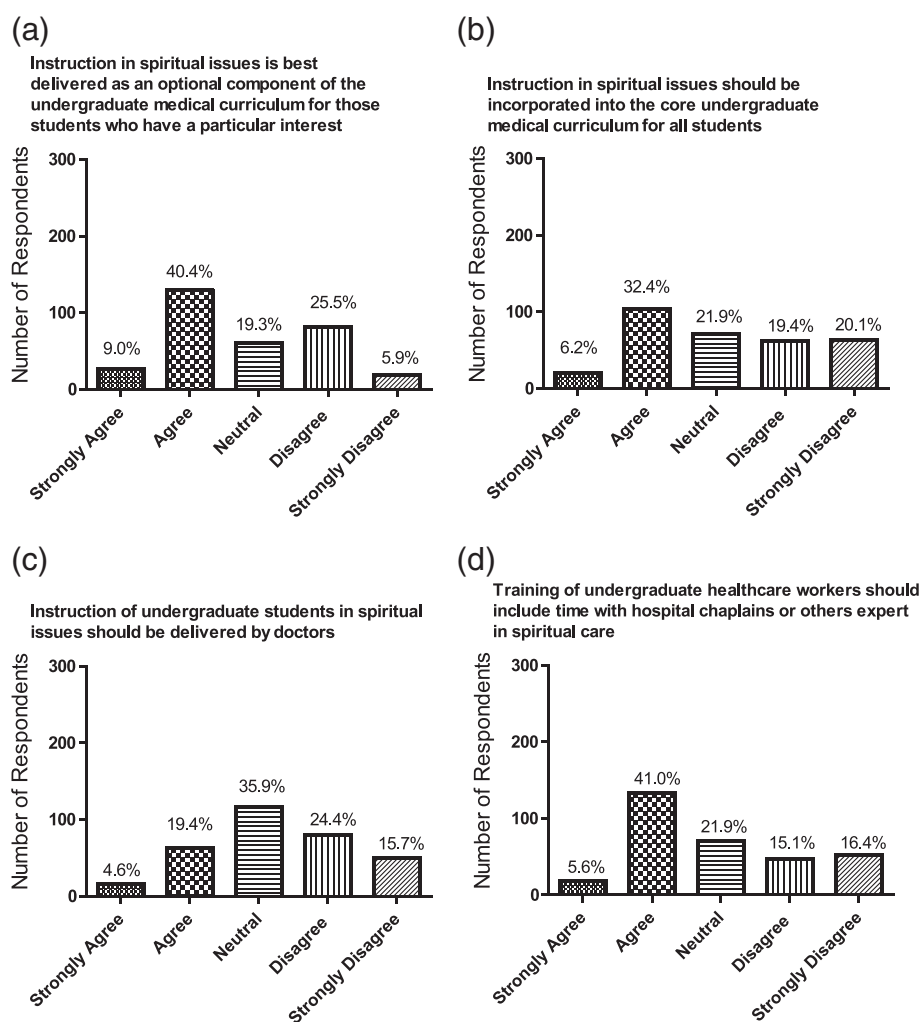 (a)
Instruction in spiritual issues is best
delivered as an optional component of the
undergraduate medical curriculum for those
students who have a particular interest
Number of Respondents
300
200
100
0
9.0%
40.4%
19.3%
25.5%
5.9%
Strongly Agree
Agree
Neutral
Disagree
Strongly Disagree
(b)
Instruction in spiritual issues should be
incorporated into the core undergraduate
medical curriculum for all students
Number of Respondents
300
200
100
0
6.2%
32.4%
21.9%
19.4%
20.1%
Strongly Agree
Agree
Neutral
Disagree
Strongly Disagree
(c)
Instruction of undergraduate students in spiritual
issues should be delivered by doctors
Number of Respondents
300
200
100
0
4.6%
19.4%
35.9%
24.4%
15.7%
Strongly Agree
Agree
Neutral
Disagree
Strongly Disagree
(d)
Training of undergraduate healthcare workers should
include time with hospital chaplains or others expert
in spiritual care
Number of Respondents
300
200
100
0
5.6%
41.0%
21.9%
15.1%
16.4%
Strongly Agree
Agree
Neutral
Disagree
Strongly Disagree